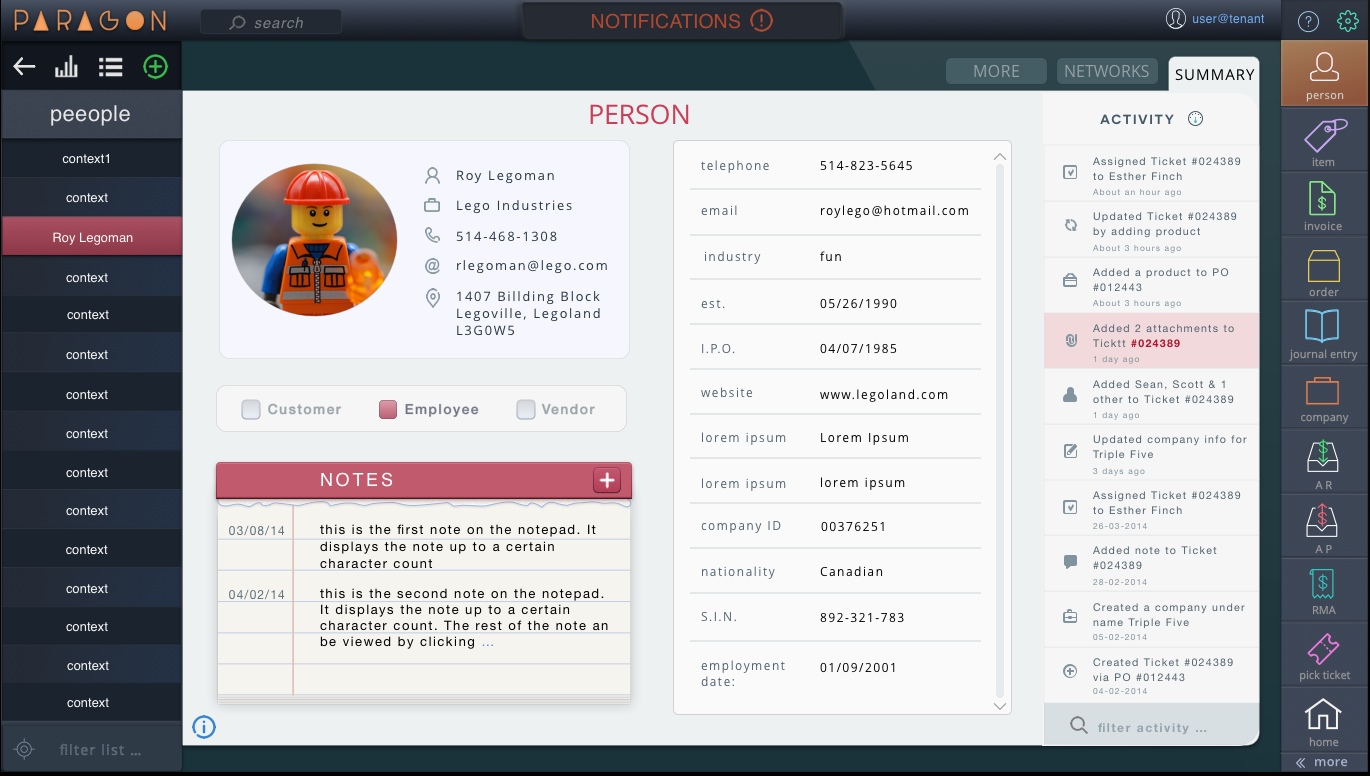 PARAGON
search
NOTIFICATIONS
user@tenant
?
MORE
NETWORKS
SUMMARY
peeople
context1
context
Roy Legoman
context
context
context
context
context
context
context
context
context
context
context
context
filter list ...
PERSON
Roy Legoman
Lego Industries
514-468-1308
rlegoman@lego.com
1407 Billding Block
Legoville, Legoland
L3G0W5
Customer
Employee
Vendor
NOTES
03/08/14
this is the first note on the notepad. It
displays the note up to a certain
character count
04/02/14
this is the second note on the notepad.
It displays the note up to a certain
character count. The rest of the note an
be viewed by clicking ...
telephone 514-823-5645
email roylego@hotmail.com
industry fun
est. 05/26/1990
I.P.O. 04/07/1985
website www.legoland.com
lorem ipsum Lorem Ipsum
lorem ipsum lorem ipsum
company ID 00376251
nationality Canadian
S.I.N. 892-321-783
employment 01/09/2001
date:
ACTIVITY
Assigned Ticket #024389
to Esther Finch
About an hour ago
Updated Ticket #024389
by adding product
About 3 hours ago
Added a product to PO
#012443
About 3 hours ago
Added 2 attachments to
Ticktt #024389
1 day ago
Added Sean, Scott & 1
other to Ticket #024389
1 day ago
Updated company info for
Triple Five
3 days ago
Assigned Ticket #024389
to Esther Finch
26-03-2014
Added note to Ticket
#024389
28-02-2014
Created a company under
name Triple Five
05-02-2014
Created Ticket #024389
via PO #012443
04-02-2014
filter activity ...
person
item
invoice
order
journal entry
company
A R
A P
RMA
pick ticket
home
« more